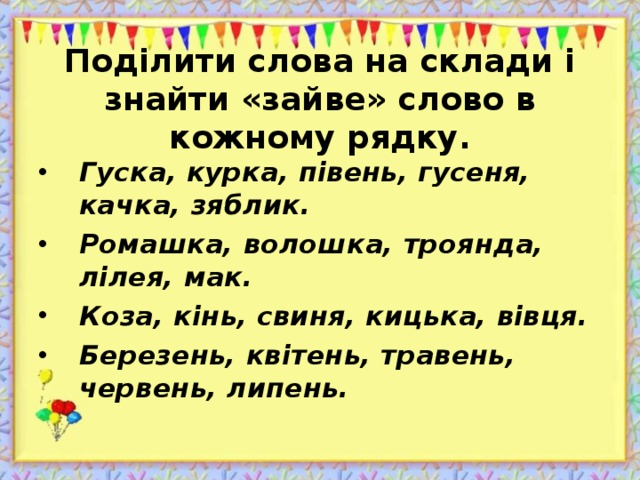 Поділити слова на склади і
знайти «зайве» слово в
кожному рядку.
• Гуска, курка, півень, гусеня,
качка, зяблик.
• Ромашка, волошка, троянда,
лілея, мак.
• Коза, кінь, свиня, кицька, вівця.
• Березень, квітень, травень,
червень, липень.